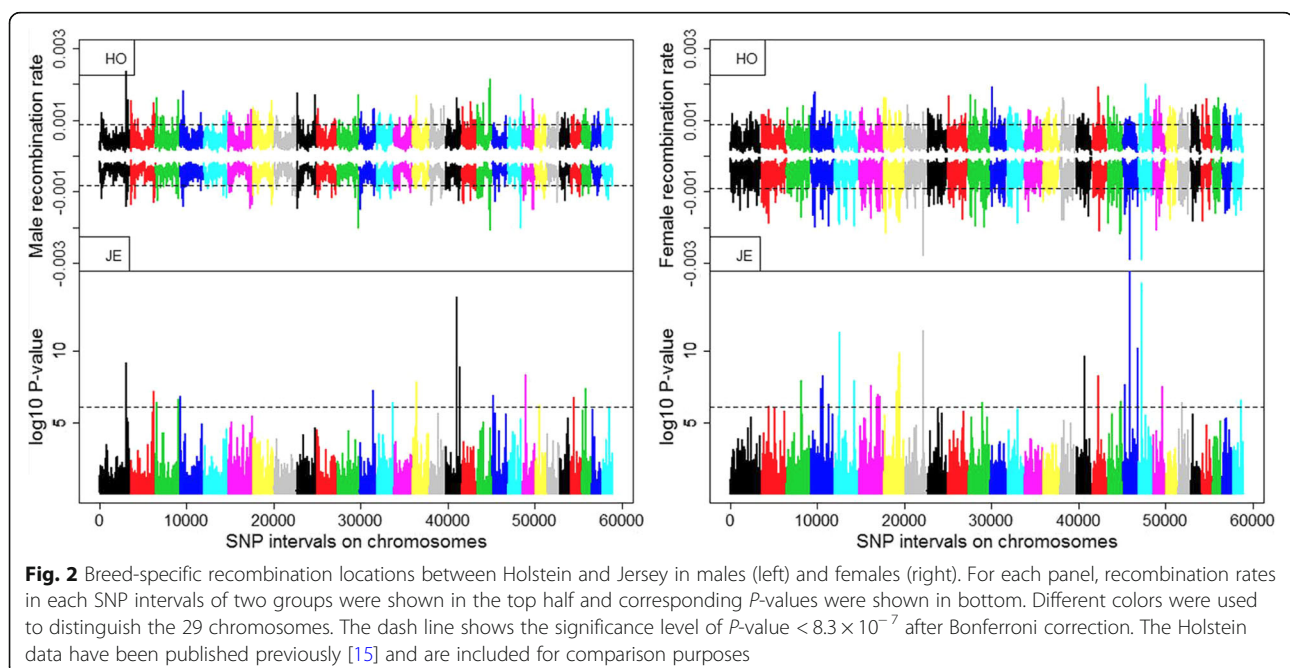 HO
HO
Male recombination rate
-0.003 -0.001 0.001 0.003
Female recombination rate
-0.003 -0.001 0.001 0.003
JE
JE
log10 P-value
5 10
log10 P-value
5 10
0 10000 20000 30000 40000 50000 60000
0 10000 20000 30000 40000 50000 60000
SNP intervals on chromosomes
SNP intervals on chromosomes
Fig. 2 Breed-specific recombination locations between Holstein and Jersey in males (left) and females (right). For each panel, recombination rates
in each SNP intervals of two groups were shown in the top half and corresponding P-values were shown in bottom. Different colors were used
to distinguish the 29 chromosomes. The dash line shows the significance level of P-value < 8.3 × 10⁻⁷ after Bonferroni correction. The Holstein
data have been published previously [15] and are included for comparison purposes